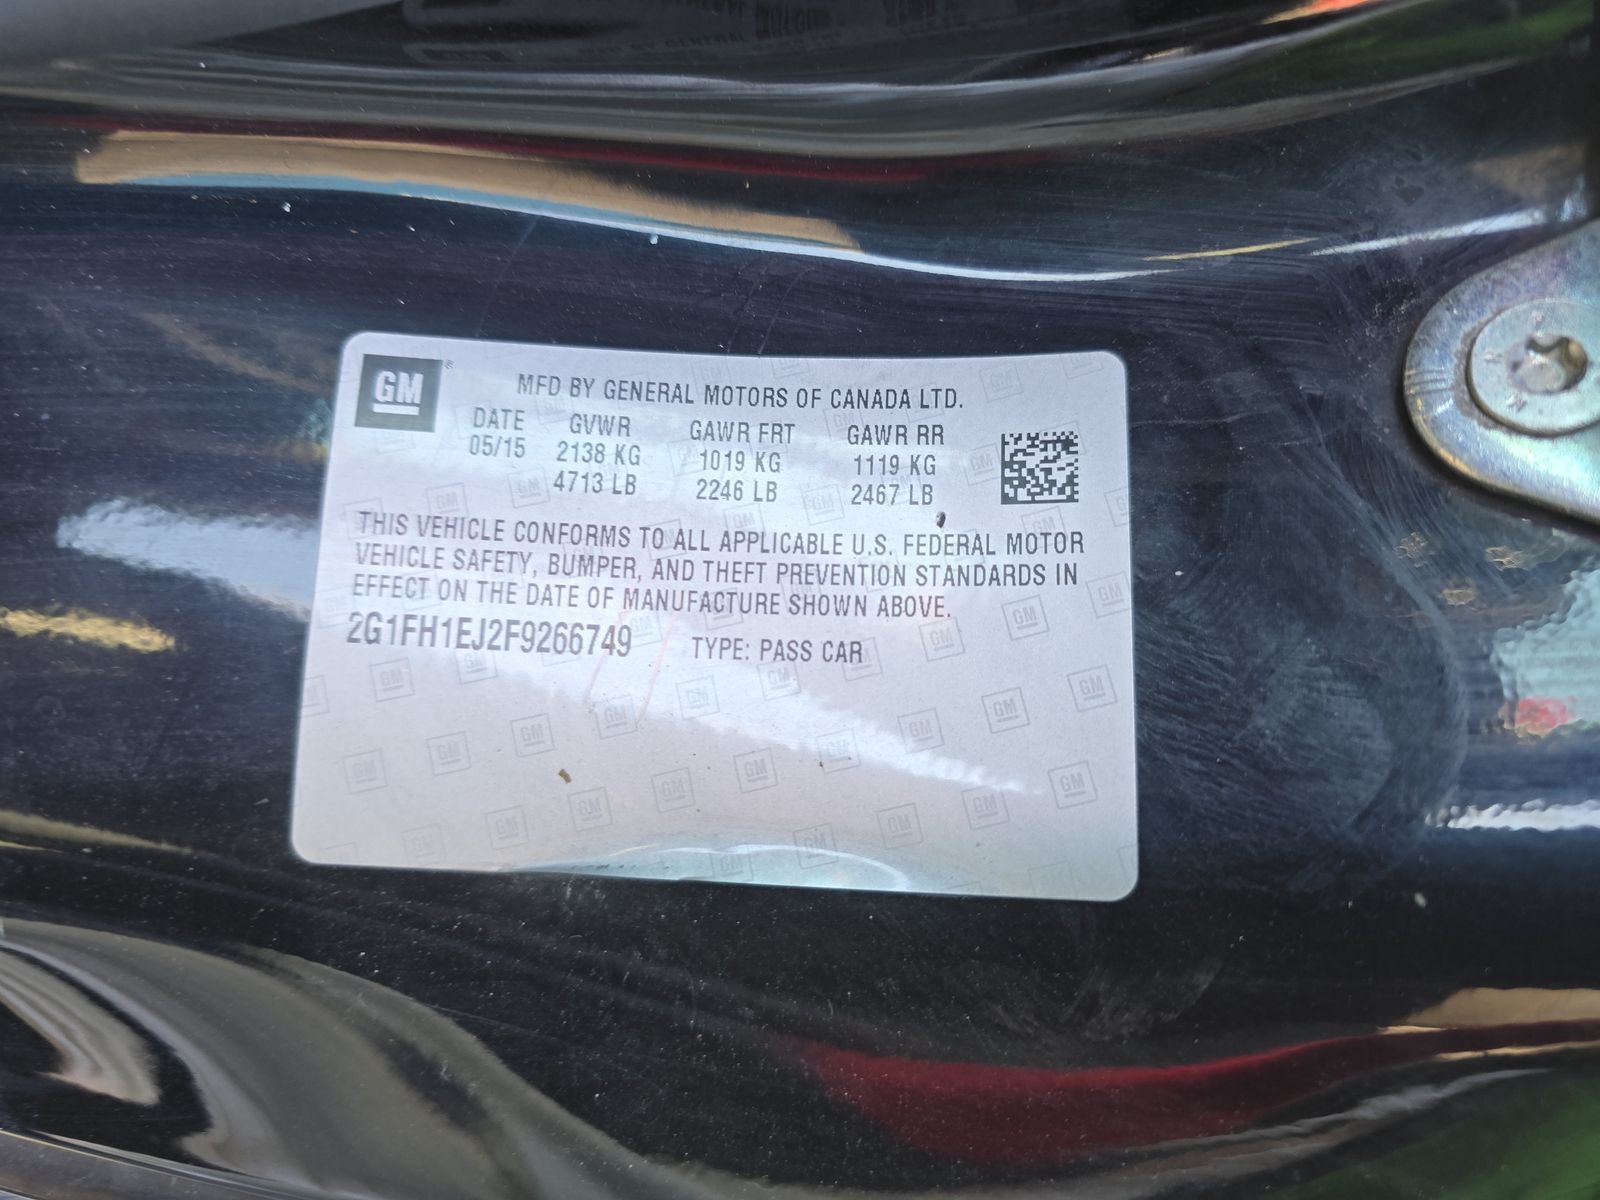 GM
MFD BY GENERAL MOTORS OF CANADA LTD.
DATE GVWR GAWR FRT GAWR RR
05/15 2138 KG 1019 KG 1119 KG
4713 LB 2246 LB 2467 LB
THIS VEHICLE CONFORMS TO ALL APPLICABLE U.S. FEDERAL MOTOR
VEHICLE SAFETY, BUMPER, AND THEFT PREVENTION STANDARDS IN
EFFECT ON THE DATE OF MANUFACTURE SHOWN ABOVE.
2G1FH1EJ2F9266749 TYPE: PASS CAR